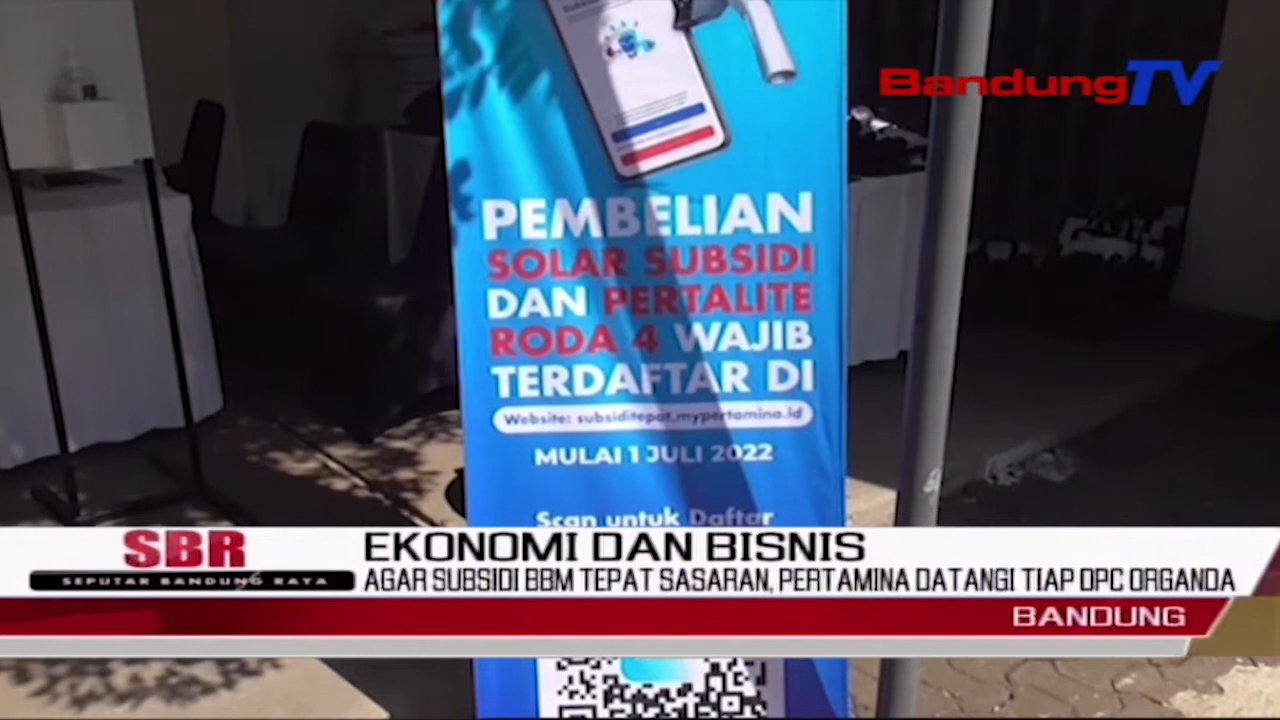 BandungTV
PEMBELIAN
SOLAR SUBSIDI
DAN PERTALITE
RODA 4 WAJIB
TERDAFTAR DI
Website: subsiditepat.mypertamina.id
MULAI 1 JULI 2022
Scan untuk Daftar
SBR
SEPUTAR BANDUNG RAYA
EKONOMI DAN BISNIS
AGAR SUBSIDI BBM TEPAT SASARAN, PERTAMINA DATANGI TIAP DPC ORGANDA
BANDUNG